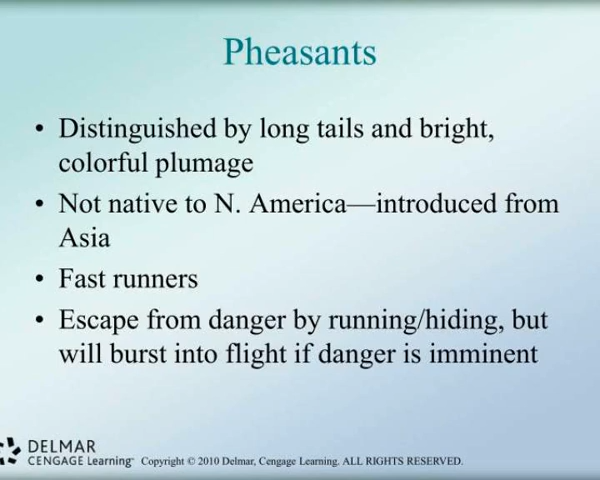 Pheasants
• Distinguished by long tails and bright,
colorful plumage
• Not native to N. America—introduced from
Asia
• Fast runners
• Escape from danger by running/hiding, but
will burst into flight if danger is imminent
DELMAR
CENGAGE Learning™ Copyright © 2010 Delmar, Cengage Learning. ALL RIGHTS RESERVED.